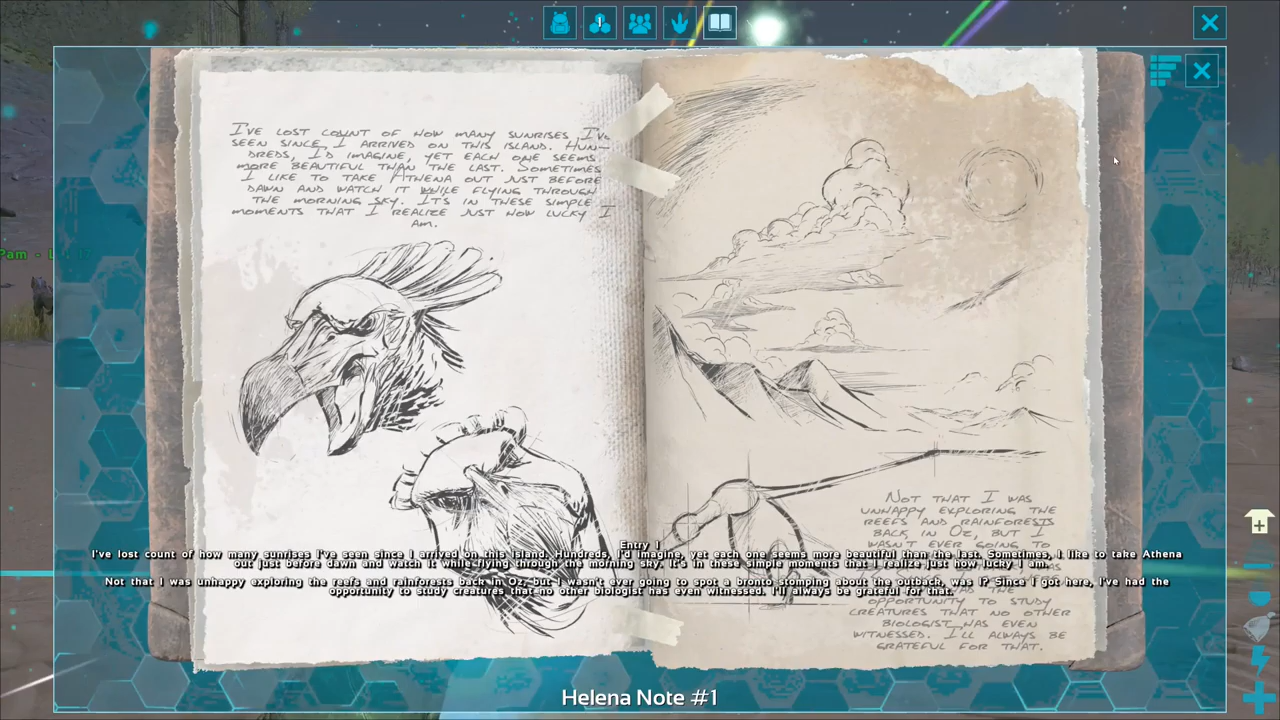 I've lost count of how many sunrises I've
seen since I arrived on this island. Hun-
dreds, I'd imagine, yet each one seems
more beautiful than the last. Sometimes
I like to take Athena out just before
dawn and watch it while flying through
the morning sky. It's in these simple
moments that I realize just how lucky I
am.
Pam - L
Not that I was
unhappy exploring the
reefs and rainforests
back in Oz, but I
wasn't ever going to
Entry 1
I've lost count of how many sunrises I've seen since I arrived on this island. Hundreds, I'd imagine, yet each one seems more beautiful than the last. Sometimes, I like to take Athena
out just before dawn and watch it while flying through the morning sky. It's in these simple moments that I realize just how lucky I am.
Not that I was unhappy exploring the reefs and rainforests back in Oz, but I wasn't ever going to spot a bronto stomping about the outback, was I? Since I got here, I've had the
opportunity to study creatures that no other biologist has even witnessed. I'll always be grateful for that.
opportunity to study
creatures that no other
biologist has even
witnessed. I'll always be
grateful for that.
Helena Note #1